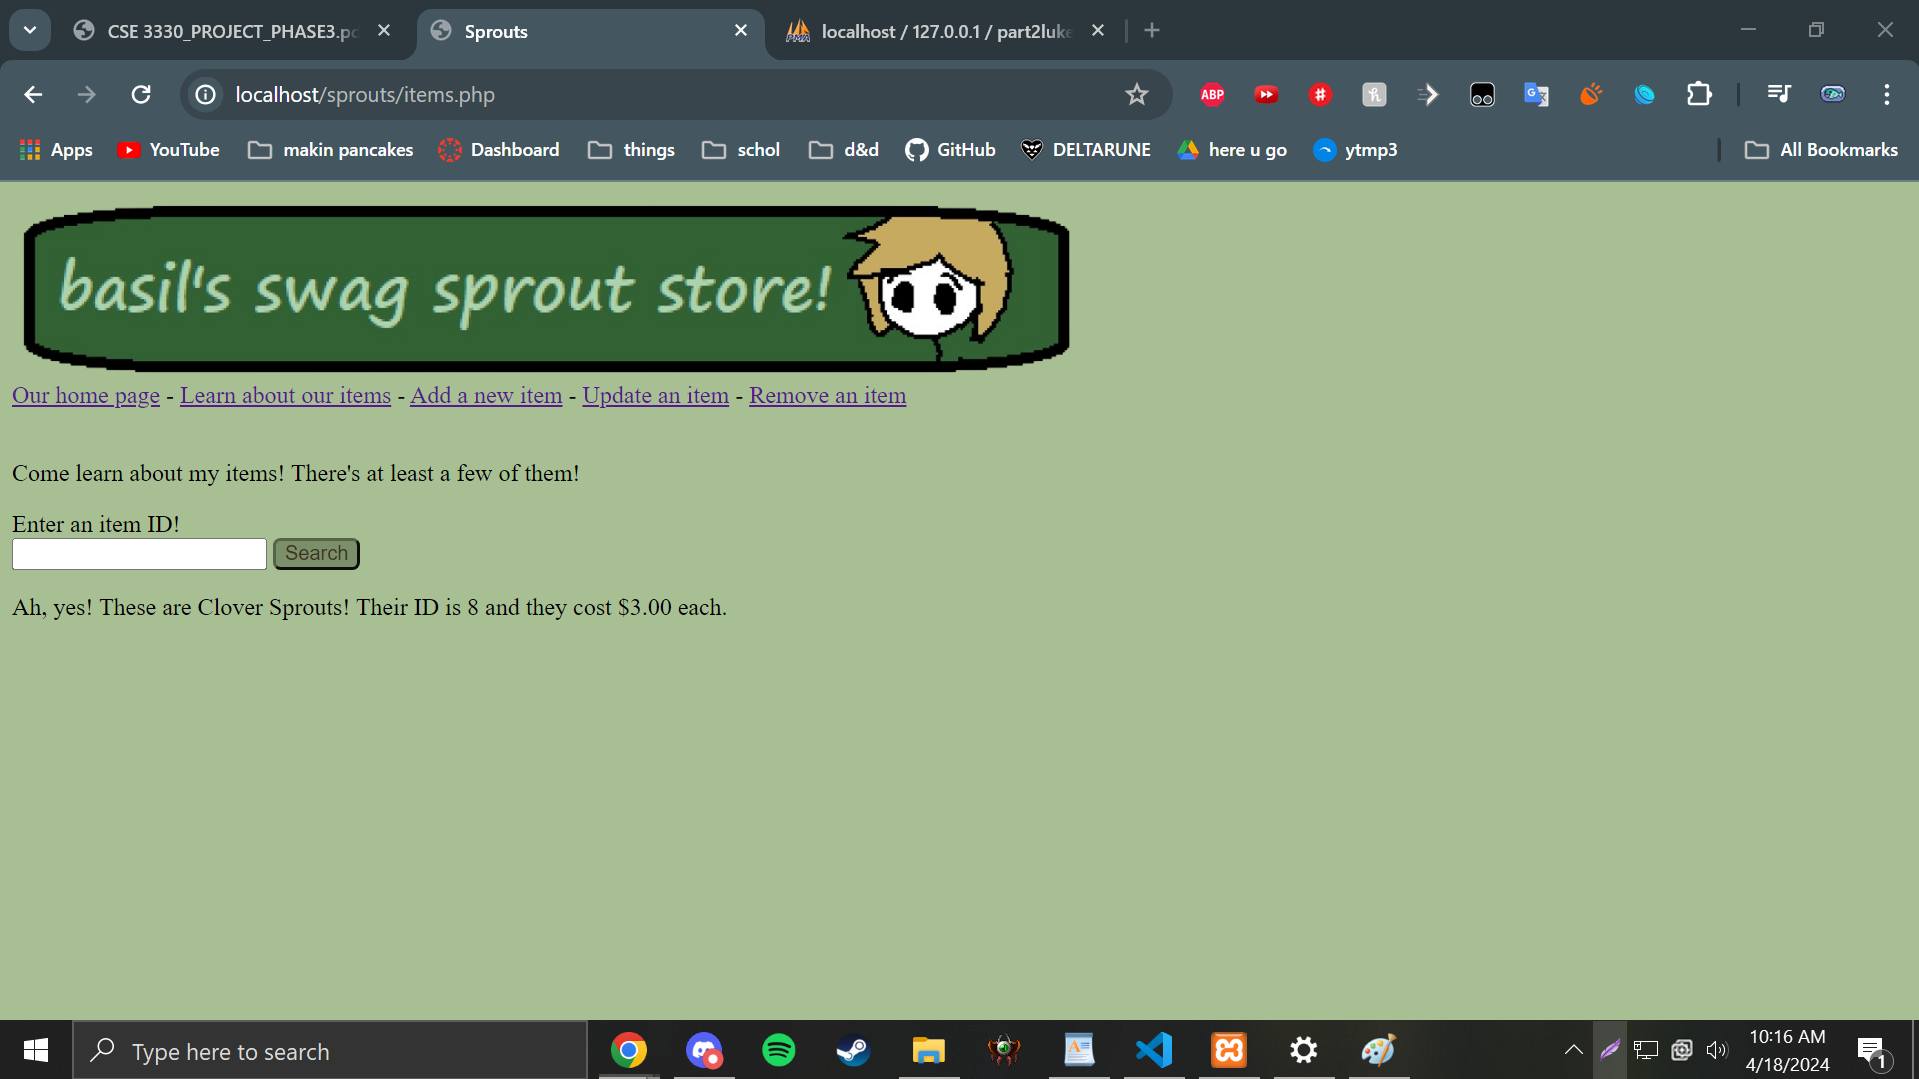 CSE 3330_PROJECT_PHASE3.pd
Sprouts
localhost / 127.0.0.1 / part2luke
localhost/sprouts/items.php
ABP
Apps
YouTube
makin pancakes
Dashboard
things
schol
d&d
GitHub
DELTARUNE
here u go
ytmp3
All Bookmarks
basil's swag sprout store!
Our home page - Learn about our items - Add a new item - Update an item - Remove an item
Come learn about my items! There's at least a few of them!
Enter an item ID!
Search
Ah, yes! These are Clover Sprouts! Their ID is 8 and they cost $3.00 each.
Type here to search
10:16 AM
4/18/2024
1